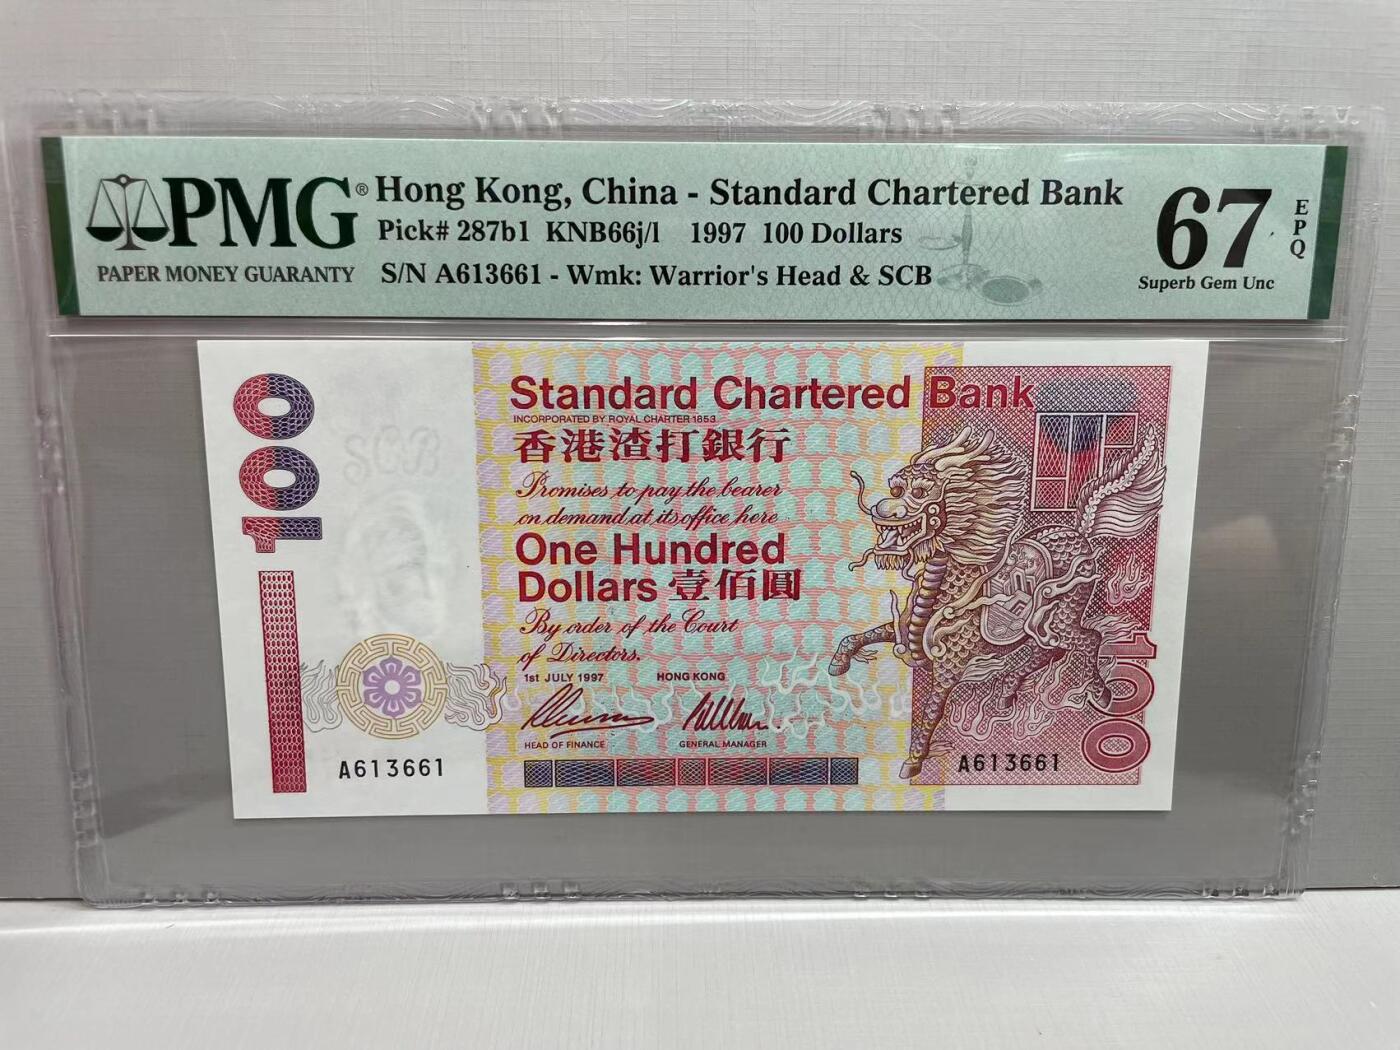 PMG®
PAPER MONEY GUARANTY
Hong Kong, China - Standard Chartered Bank
Pick# 287b1 KNB66j/l 1997 100 Dollars
S/N A613661 - Wmk: Warrior's Head & SCB
67
EPQ
Superb Gem Unc
100
SCB
Standard Chartered Bank
INCORPORATED BY ROYAL CHARTER 1853
香港渣打銀行
Promises to pay the bearer
on demand at its office here
One Hundred
Dollars 壹佰圓
By order of the Court
of Directors.
1st JULY 1997 HONG KONG
HEAD OF FINANCE GENERAL MANAGER
A613661
A613661
100